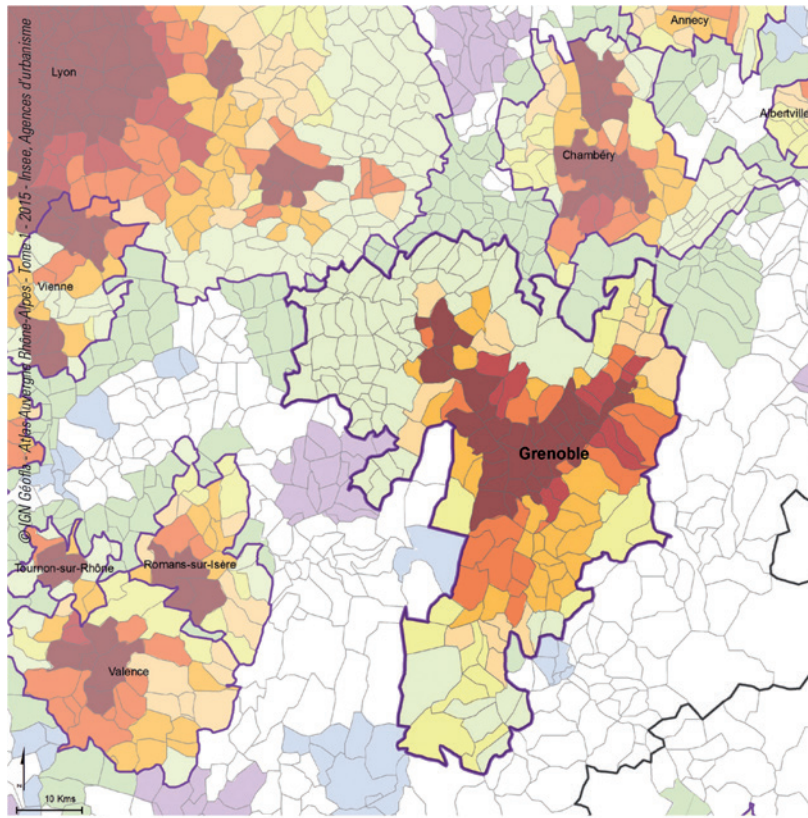 Annecy
Lyon
Albertville
Chambéry
Vienne
Grenoble
Tournon-sur-Rhône
Romans-sur-Isère
Valence
10 Kms
© IGN Géofla - Atlas Auvergne Rhône-Alpes - Tome 1 - 2015 - Insee, Agences d'urbanisme